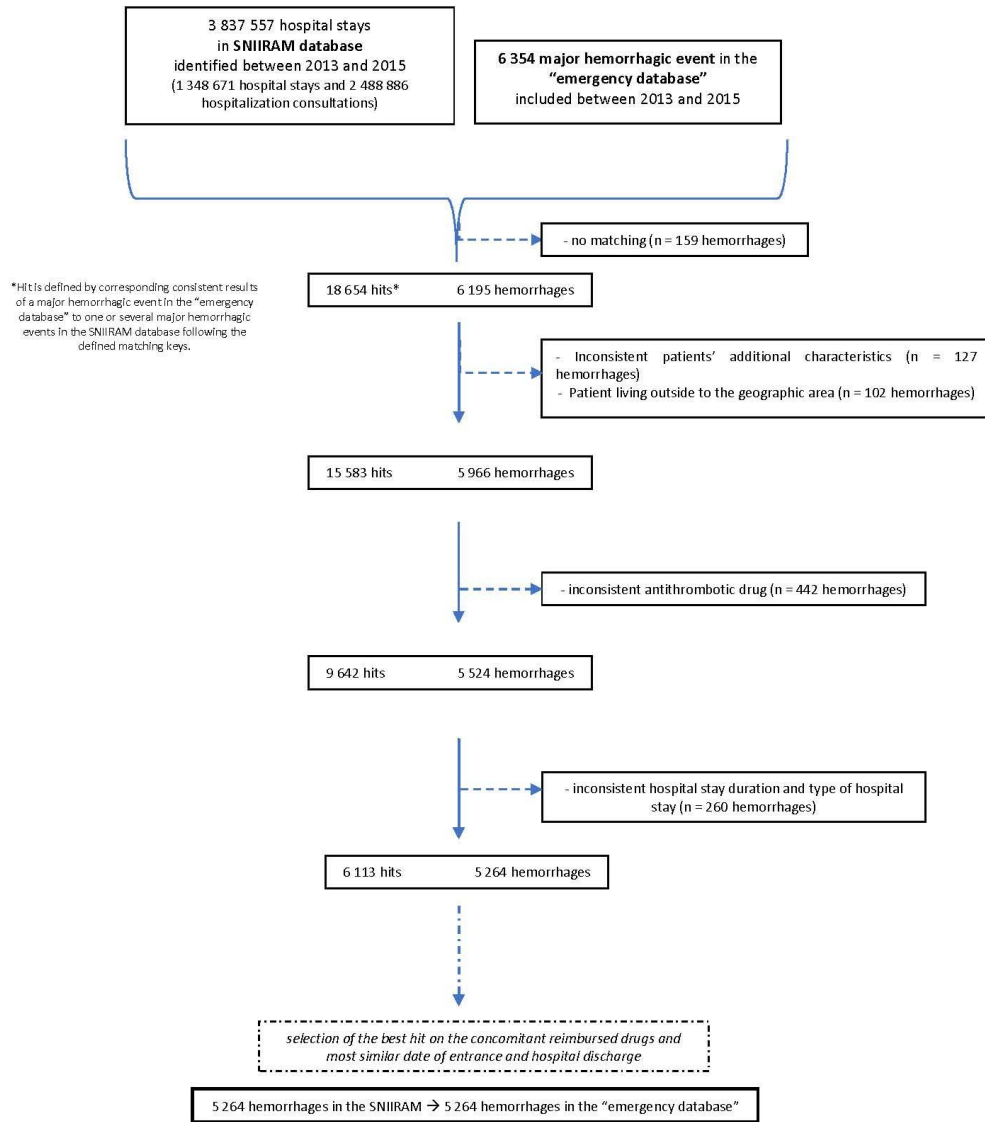 3 837 557 hospital stays
in SNIIRAM database
identified between 2013 and 2015
(1 348 671 hospital stays and 2 488 886
hospitalization consultations)
6 354 major hemorrhagic event in the
“emergency database”
included between 2013 and 2015
- no matching (n = 159 hemorrhages)
*Hit is defined by corresponding consistent results
of a major hemorrhagic event in the “emergency
database” to one or several major hemorrhagic
events in the SNIIRAM database following the
defined matching keys.
18 654 hits* 6 195 hemorrhages
- Inconsistent patients’ additional characteristics (n = 127
hemorrhages)
- Patient living outside to the geographic area (n = 102 hemorrhages)
15 583 hits 5 966 hemorrhages
- inconsistent antithrombotic drug (n = 442 hemorrhages)
9 642 hits 5 524 hemorrhages
- inconsistent hospital stay duration and type of hospital
stay (n = 260 hemorrhages)
6 113 hits 5 264 hemorrhages
selection of the best hit on the concomitant reimbursed drugs and
most similar date of entrance and hospital discharge
5 264 hemorrhages in the SNIIRAM → 5 264 hemorrhages in the “emergency database”